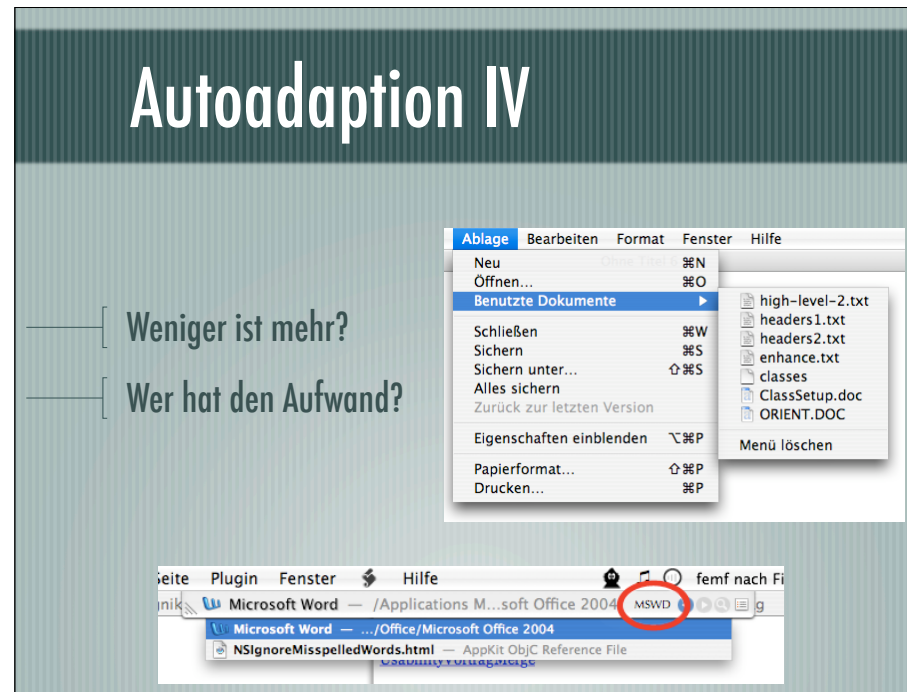 Autoadaption IV
Weniger ist mehr?
Wer hat den Aufwand?
Ablage Bearbeiten Format Fenster Hilfe
Neu ⌘N
Öffnen... ⌘O
Benutzte Dokumente
Schließen ⌘W
Sichern ⌘S
Sichern unter... ⇧⌘S
Alles sichern
Zurück zur letzten Version
Eigenschaften einblenden ⌥⌘P
Papierformat... ⇧⌘P
Drucken... ⌘P
high-level-2.txt
headers1.txt
headers2.txt
enhance.txt
classes
ClassSetup.doc
ORIENT.DOC
Menü löschen
Seite Plugin Fenster Hilfe femf nach Fi
Microsoft Word — /Applications M...soft Office 2004 MSWD
Microsoft Word — .../Office/Microsoft Office 2004
NSIgnoreMisspelledWords.html — AppKit ObjC Reference File
UsabilityVortragMerge